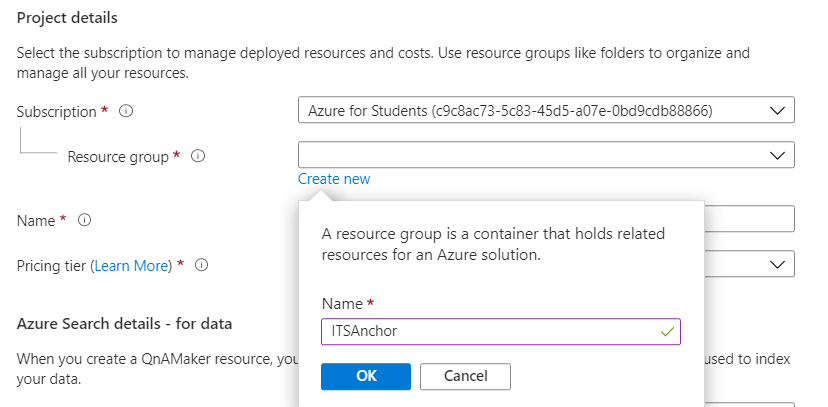 Project details
Select the subscription to manage deployed resources and costs. Use resource groups like folders to organize and
manage all your resources.
Subscription *
Azure for Students (c9c8ac73-5c83-45d5-a07e-0bd9cdb88866)
Resource group *
Create new
A resource group is a container that holds related
resources for an Azure solution.
Name *
Pricing tier (Learn More) *
Name *
ITSAnchor
Azure Search details - for data
When you create a QnAMaker resource, you used to index
your data.
OK
Cancel